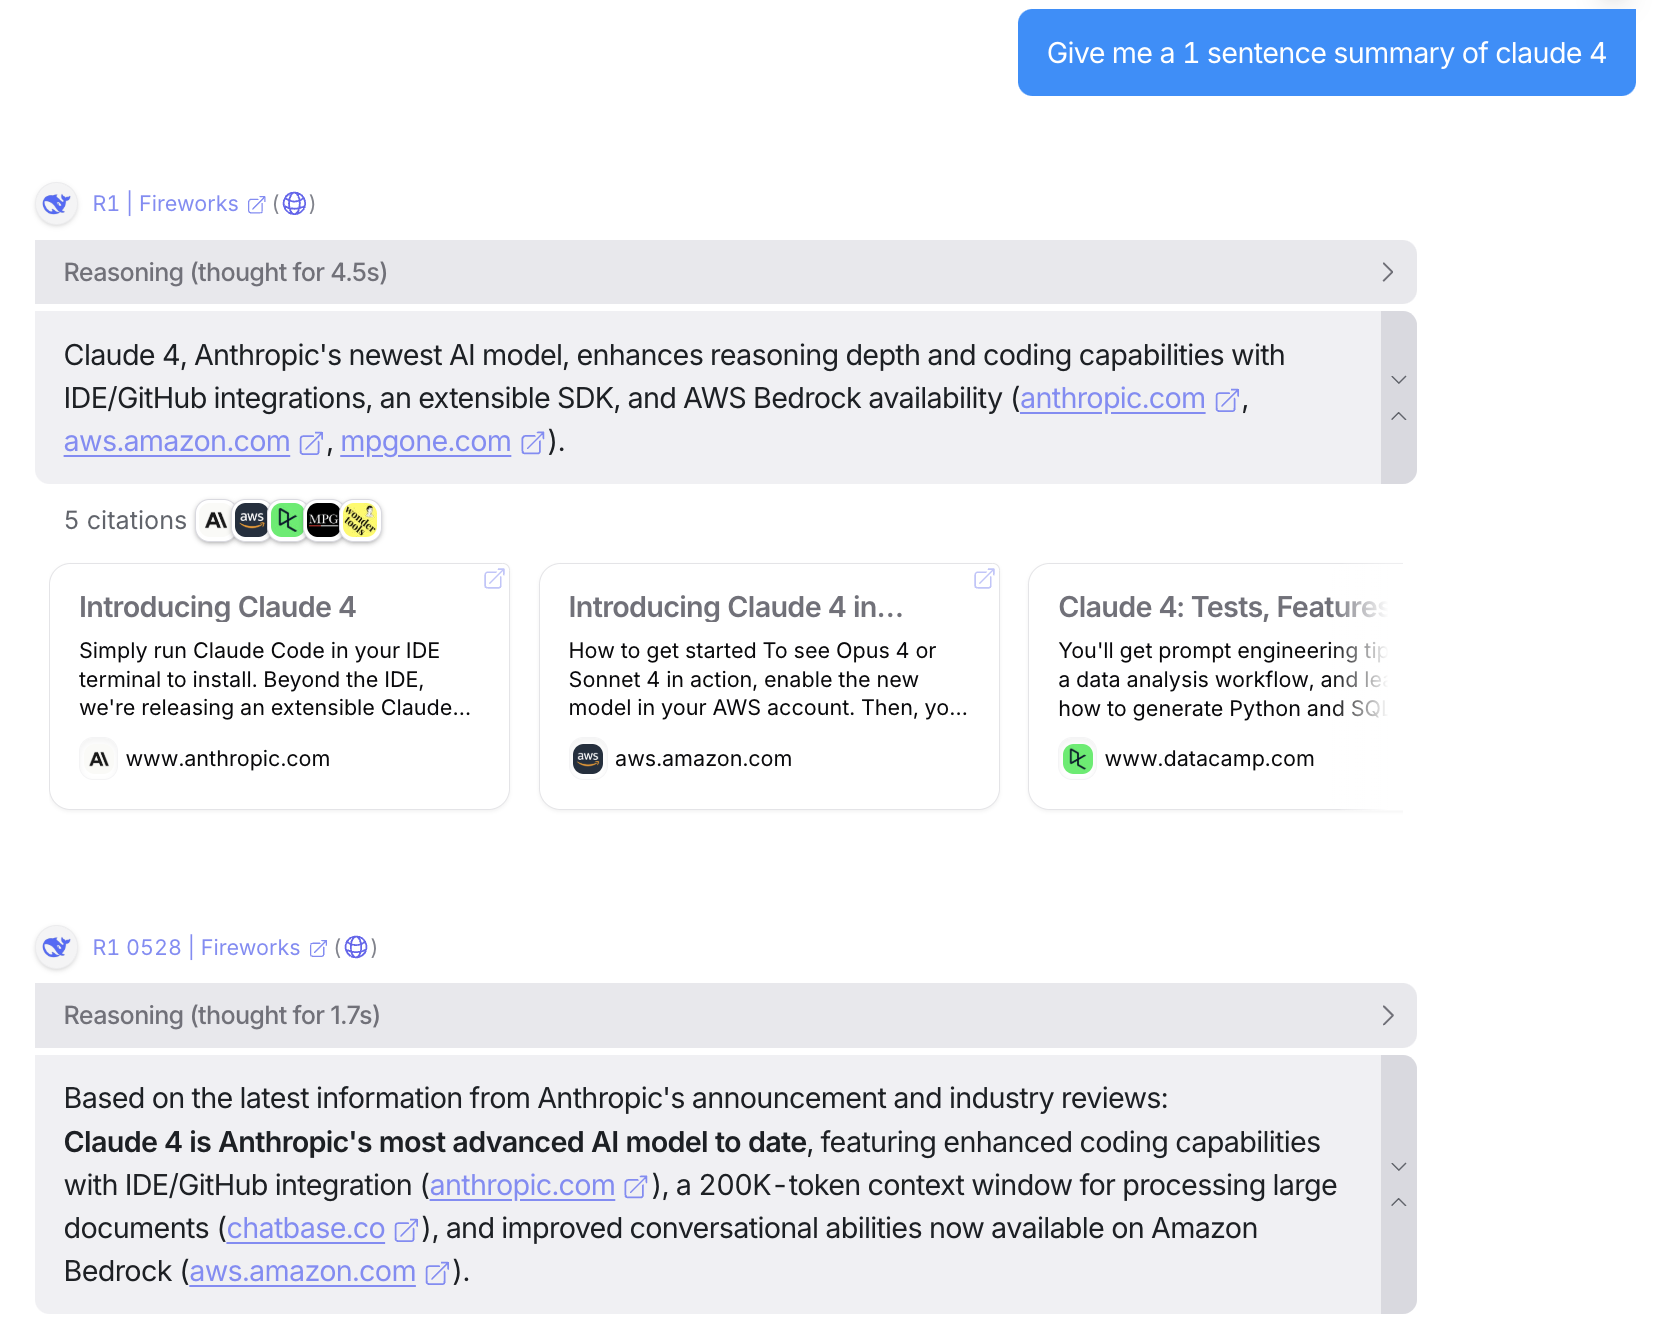 Give me a 1 sentence summary of claude 4
R1 | Fireworks ()
Reasoning (thought for 4.5s)
Claude 4, Anthropic's newest AI model, enhances reasoning depth and coding capabilities with
IDE/GitHub integrations, an extensible SDK, and AWS Bedrock availability (anthropic.com,
aws.amazon.com, mpgone.com).
5 citations aws MPG wonder tools
Introducing Claude 4
Simply run Claude Code in your IDE
terminal to install. Beyond the IDE,
we're releasing an extensible Claude...
www.anthropic.com
Introducing Claude 4 in...
How to get started To see Opus 4 or
Sonnet 4 in action, enable the new
model in your AWS account. Then, yo...
aws aws.amazon.com
Claude 4: Tests, Features
You'll get prompt engineering tip
a data analysis workflow, and lea
how to generate Python and SQL
www.datacamp.com
R1 0528 | Fireworks ()
Reasoning (thought for 1.7s)
Based on the latest information from Anthropic's announcement and industry reviews:
Claude 4 is Anthropic's most advanced AI model to date, featuring enhanced coding capabilities
with IDE/GitHub integration (anthropic.com), a 200K-token context window for processing large
documents (chatbase.co), and improved conversational abilities now available on Amazon
Bedrock (aws.amazon.com).